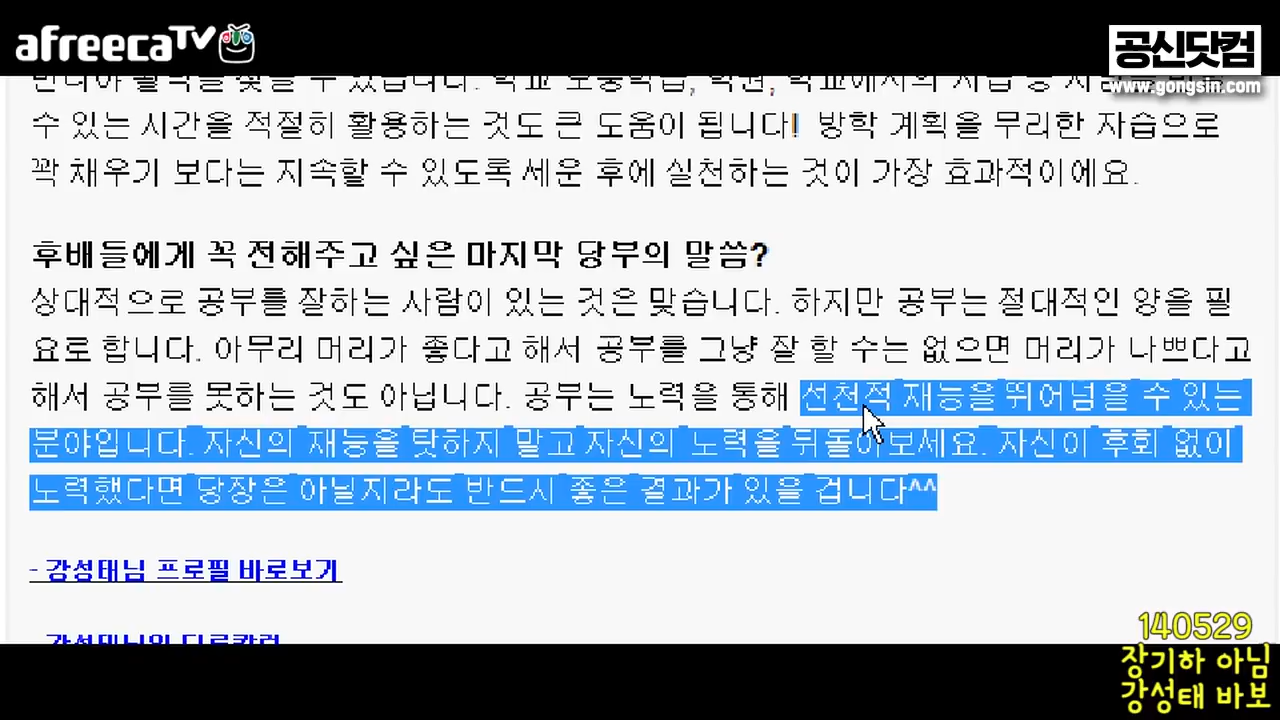 afreecaTV
공신닷컴
www.gongsin.com
수 있는 시간을 적절히 활용하는 것도 큰 도움이 됩니다! 방학 계획을 무리한 자습으로
꽉 채우기 보다는 지속할 수 있도록 세운 후에 실천하는 것이 가장 효과적이에요.
후배들에게 꼭 전해주고 싶은 마지막 당부의 말씀?
상대적으로 공부를 잘하는 사람이 있는 것은 맞습니다. 하지만 공부는 절대적인 양을 필
요로 합니다. 아무리 머리가 좋다고 해서 공부를 그냥 잘 할 수는 없으면 머리가 나쁘다고
해서 공부를 못하는 것도 아닙니다. 공부는 노력을 통해 선천적 재능을 뛰어넘을 수 있는
분야입니다. 자신의 재능을 탓하지 말고 자신의 노력을 뒤돌아보세요. 자신이 후회 없이
노력했다면 당장은 아닐지라도 반드시 좋은 결과가 있을 겁니다^^
- 강성태님 프로필 바로보기
140529
장기하 아님
강성태 바보